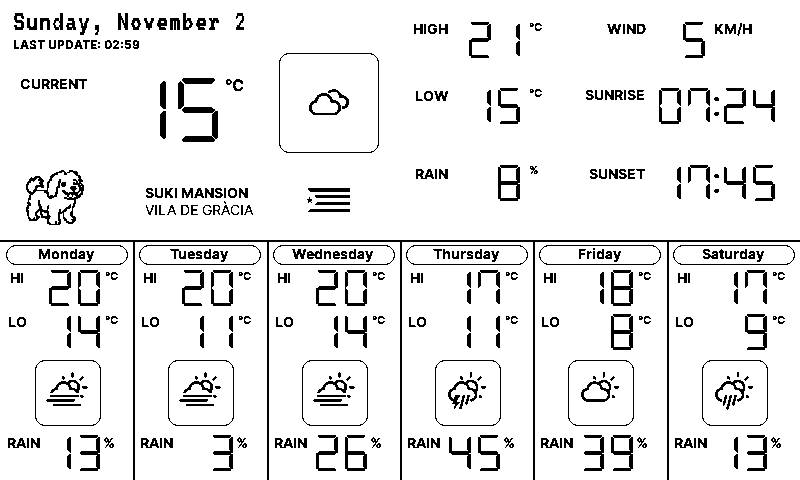 Sunday, November 2
LAST UPDATE: 02:59
CURRENT 15 °C
SUKI MANSION
VILA DE GRÀCIA
HIGH 21 °C
LOW 15 °C
RAIN 8 %
WIND 5 KM/H
SUNRISE 07:24
SUNSET 17:45
Monday
HI 20 °C
LO 14 °C
RAIN 13 %
Tuesday
HI 20 °C
LO 11 °C
RAIN 3 %
Wednesday
HI 20 °C
LO 14 °C
RAIN 26 %
Thursday
HI 17 °C
LO 11 °C
RAIN 45 %
Friday
HI 18 °C
LO 8 °C
RAIN 39 %
Saturday
HI 17 °C
LO 9 °C
RAIN 13 %